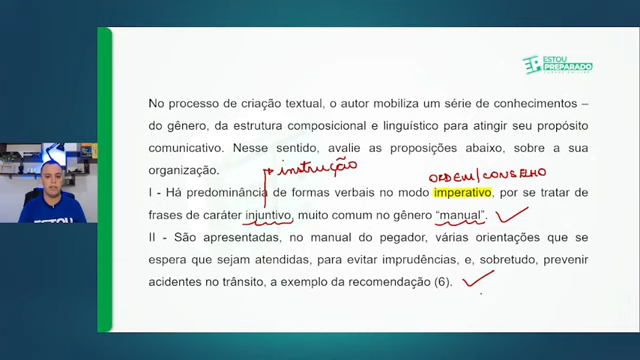 ESTOU
PREPARADO
No processo de criação textual, o autor mobiliza um série de conhecimentos –
do gênero, da estrutura composicional e linguístico para atingir seu propósito
comunicativo. Nesse sentido, avalie as proposições abaixo, sobre a sua
organização.
instrução
ORDEM/CONSELHO
I - Há predominância de formas verbais no modo imperativo, por se tratar de
frases de caráter injuntivo, muito comum no gênero “manual”.
II - São apresentadas, no manual do pegador, várias orientações que se
espera que sejam atendidas, para evitar imprudências, e, sobretudo, prevenir
acidentes no trânsito, a exemplo da recomendação (6).
ESTOU